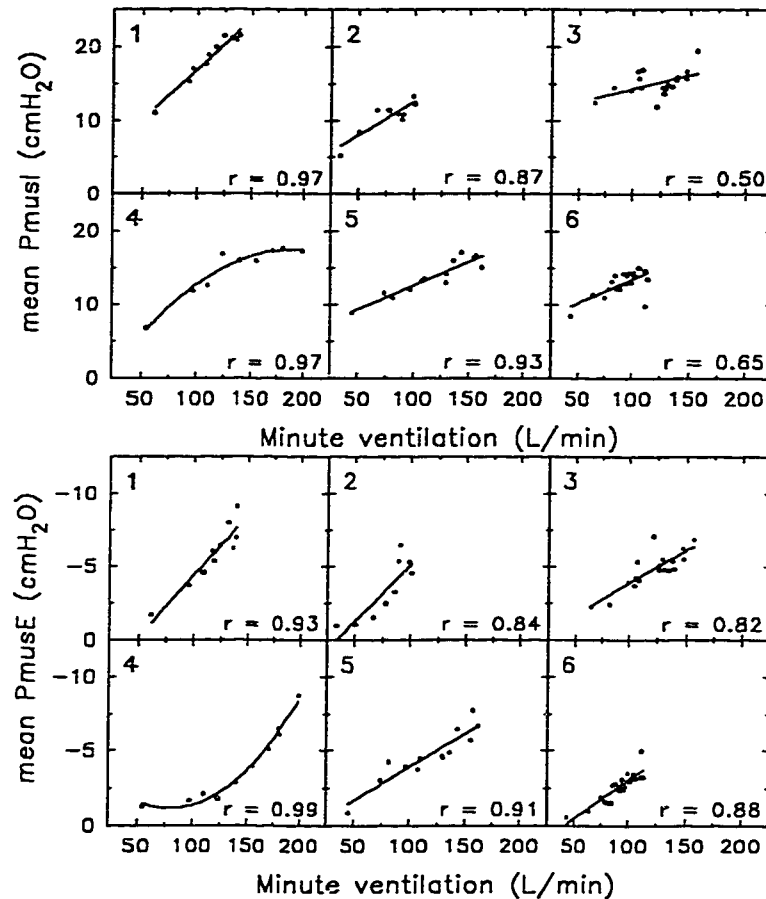 mean PmusI (cmH2O)
20
10
0
20
10
0
1
r = 0.97
2
r = 0.87
3
r = 0.50
4
r = 0.97
5
r = 0.93
6
r = 0.65
50 100 150 200
50 100 150 200
50 100 150 200
Minute ventilation (L/min)
mean PmusE (cmH2O)
-10
-5
0
-10
-5
0
1
r = 0.93
2
r = 0.84
3
r = 0.82
4
r = 0.99
5
r = 0.91
6
r = 0.88
50 100 150 200
50 100 150 200
50 100 150 200
Minute ventilation (L/min)